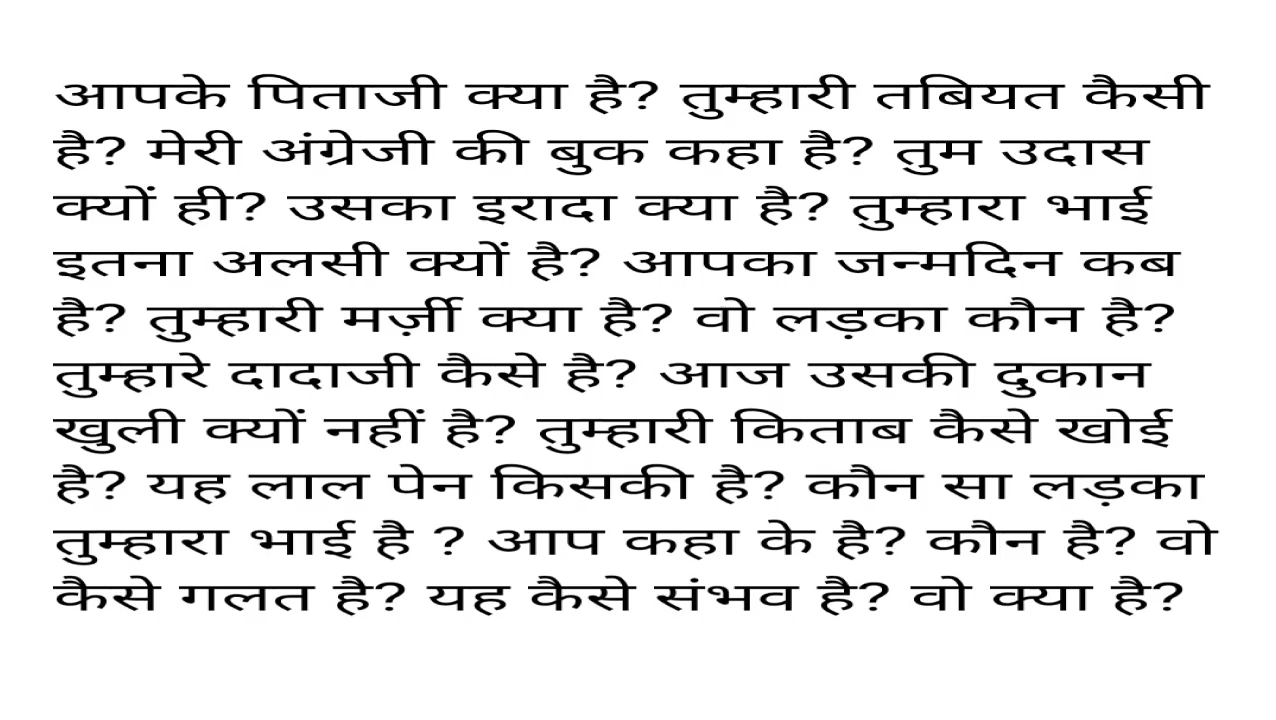 आपके पिताजी क्या है? तुम्हारी तबियत कैसी
है? मेरी अंग्रेजी की बुक कहा है? तुम उदास
क्यों ही? उसका इरादा क्या है? तुम्हारा भाई
इतना अलसी क्यों है? आपका जन्मदिन कब
है? तुम्हारी मर्ज़ी क्या है? वो लड़का कौन है?
तुम्हारे दादाजी कैसे है? आज उसकी दुकान
खुली क्यों नहीं है? तुम्हारी किताब कैसे खोई
है? यह लाल पेन किसकी है? कौन सा लड़का
तुम्हारा भाई है ? आप कहा के है? कौन है? वो
कैसे गलत है? यह कैसे संभव है? वो क्या है?